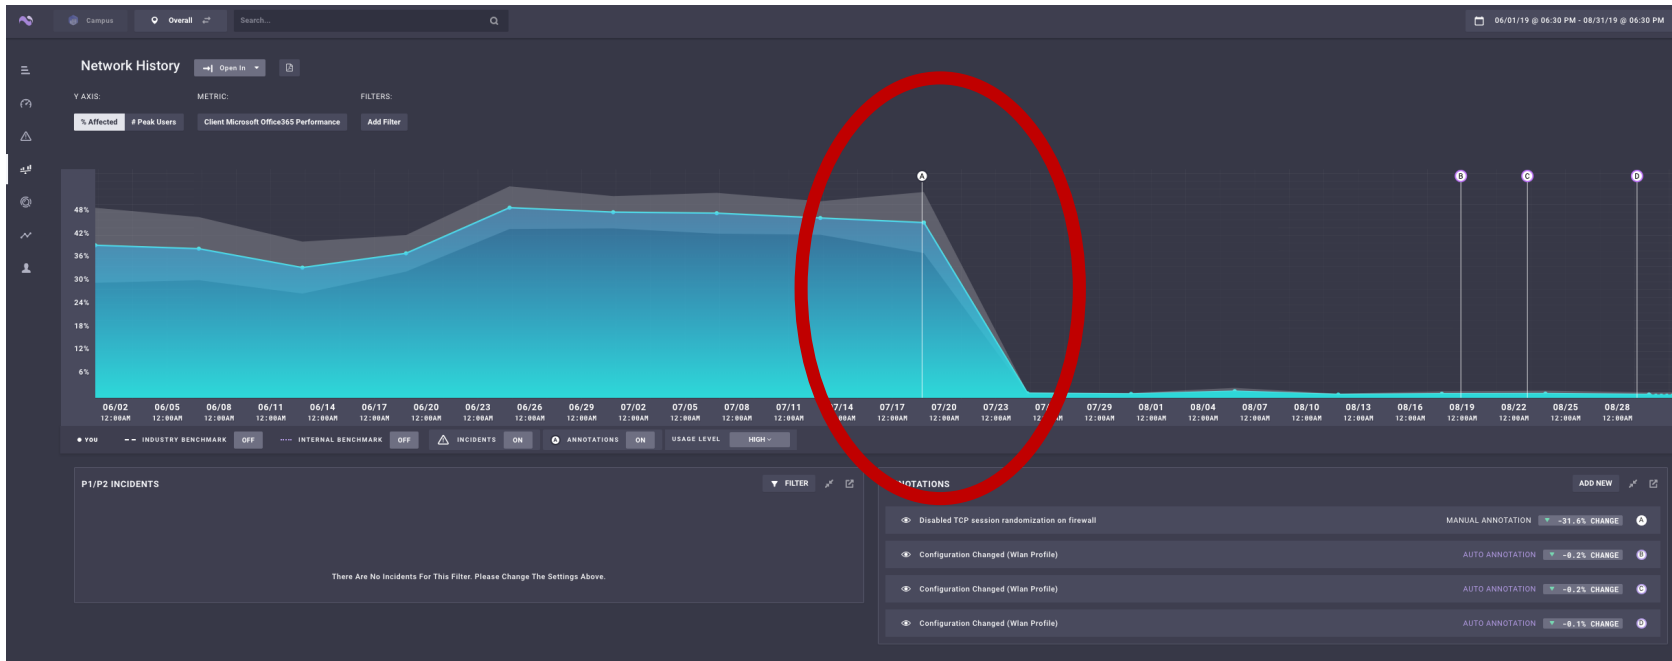 Campus Overall Search... 06/01/19 @ 06:30 PM - 08/31/19 @ 06:30 PM
Network History Open In
Y AXIS: METRIC: FILTERS:
% Affected # Peak Users Client Microsoft Office365 Performance Add Filter
A B C D
48%
42%
36%
30%
24%
18%
12%
6%
06/02 06/05 06/08 06/11 06/14 06/17 06/20 06/23 06/26 06/29 07/02 07/05 07/08 07/11 07/14 07/17 07/20 07/23 07/29 08/01 08/04 08/07 08/10 08/13 08/16 08/19 08/22 08/25 08/28
12:00AM 12:00AM 12:00AM 12:00AM 12:00AM 12:00AM 12:00AM 12:00AM 12:00AM 12:00AM 12:00AM 12:00AM 12:00AM 12:00AM 12:00AM 12:00AM 12:00AM 12:00AM 12:00AM 12:00AM 12:00AM 12:00AM 12:00AM 12:00AM 12:00AM 12:00AM 12:00AM 12:00AM
YOU INDUSTRY BENCHMARK OFF INTERNAL BENCHMARK OFF INCIDENTS ON A ANNOTATIONS ON USAGE LEVEL HIGH
P1/P2 INCIDENTS FILTER
There Are No Incidents For This Filter. Please Change The Settings Above.
NOTATIONS ADD NEW
Disabled TCP session randomization on firewall MANUAL ANNOTATION -31.6% CHANGE A
Configuration Changed (Wlan Profile) AUTO ANNOTATION -0.2% CHANGE B
Configuration Changed (Wlan Profile) AUTO ANNOTATION -0.2% CHANGE C
Configuration Changed (Wlan Profile) AUTO ANNOTATION -0.1% CHANGE D